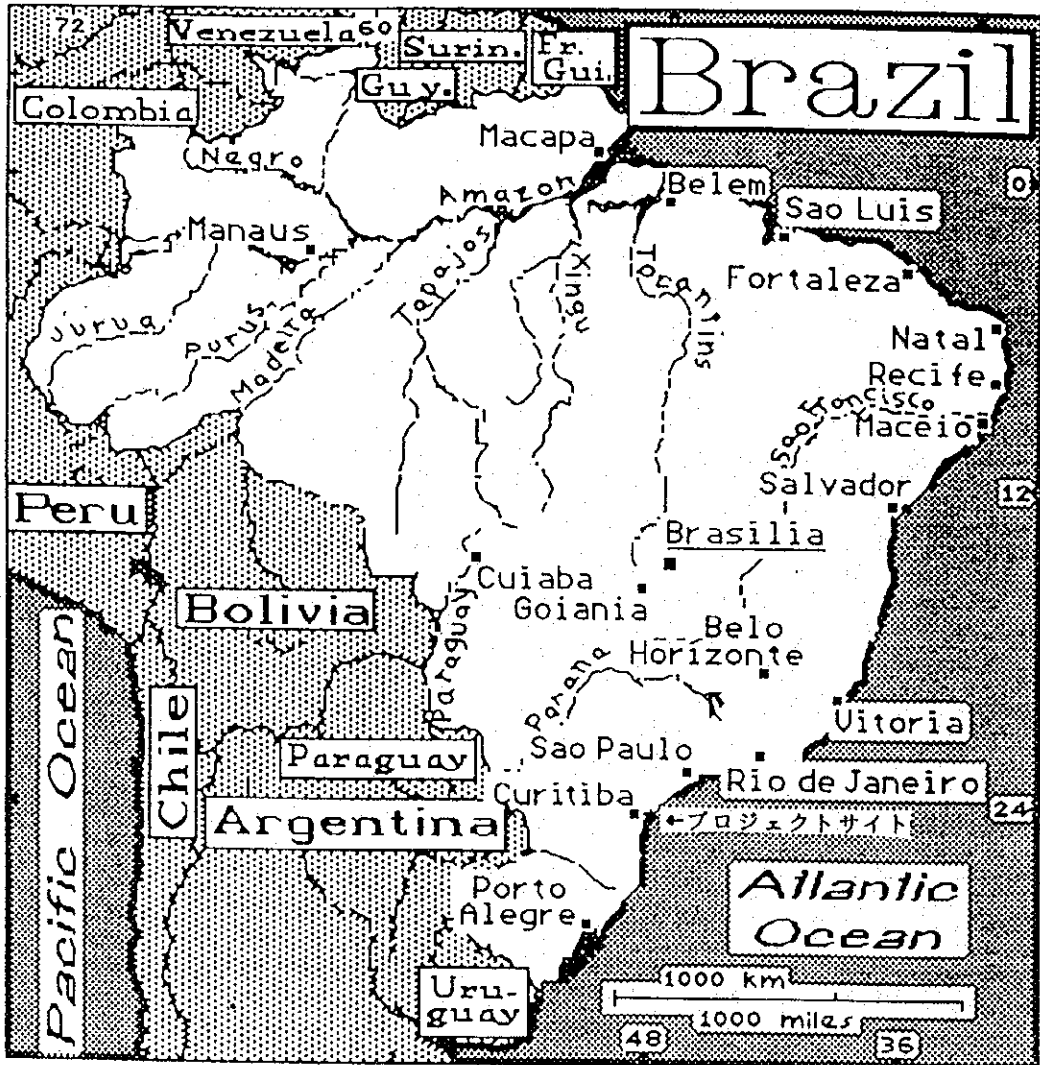 72
Venezuela
60
Surin.
Fr.
Gui.
Brazil
Colombia
Guy.
Macapa
Negro
Amazon
Belem
0
Sao Luis
Manaus
Tapajos
Xingu
Tocantins
Fortaleza
Jurua
Purus
Madeira
Natal
Recife
Sao Francisco
Maceio
Peru
Salvador
12
Brasilia
Cuiaba
Goiania
Bolivia
Paraguay
Belo
Horizonte
Parana
Pacific Ocean
Chile
Vitoria
Paraguay
Sao Paulo
Rio de Janeiro
Curitiba
24
Argentina
←プロジェクトサイト
Porto
Alegre
Atlantic
Ocean
Uru-
guay
1000 km
1000 miles
48
36